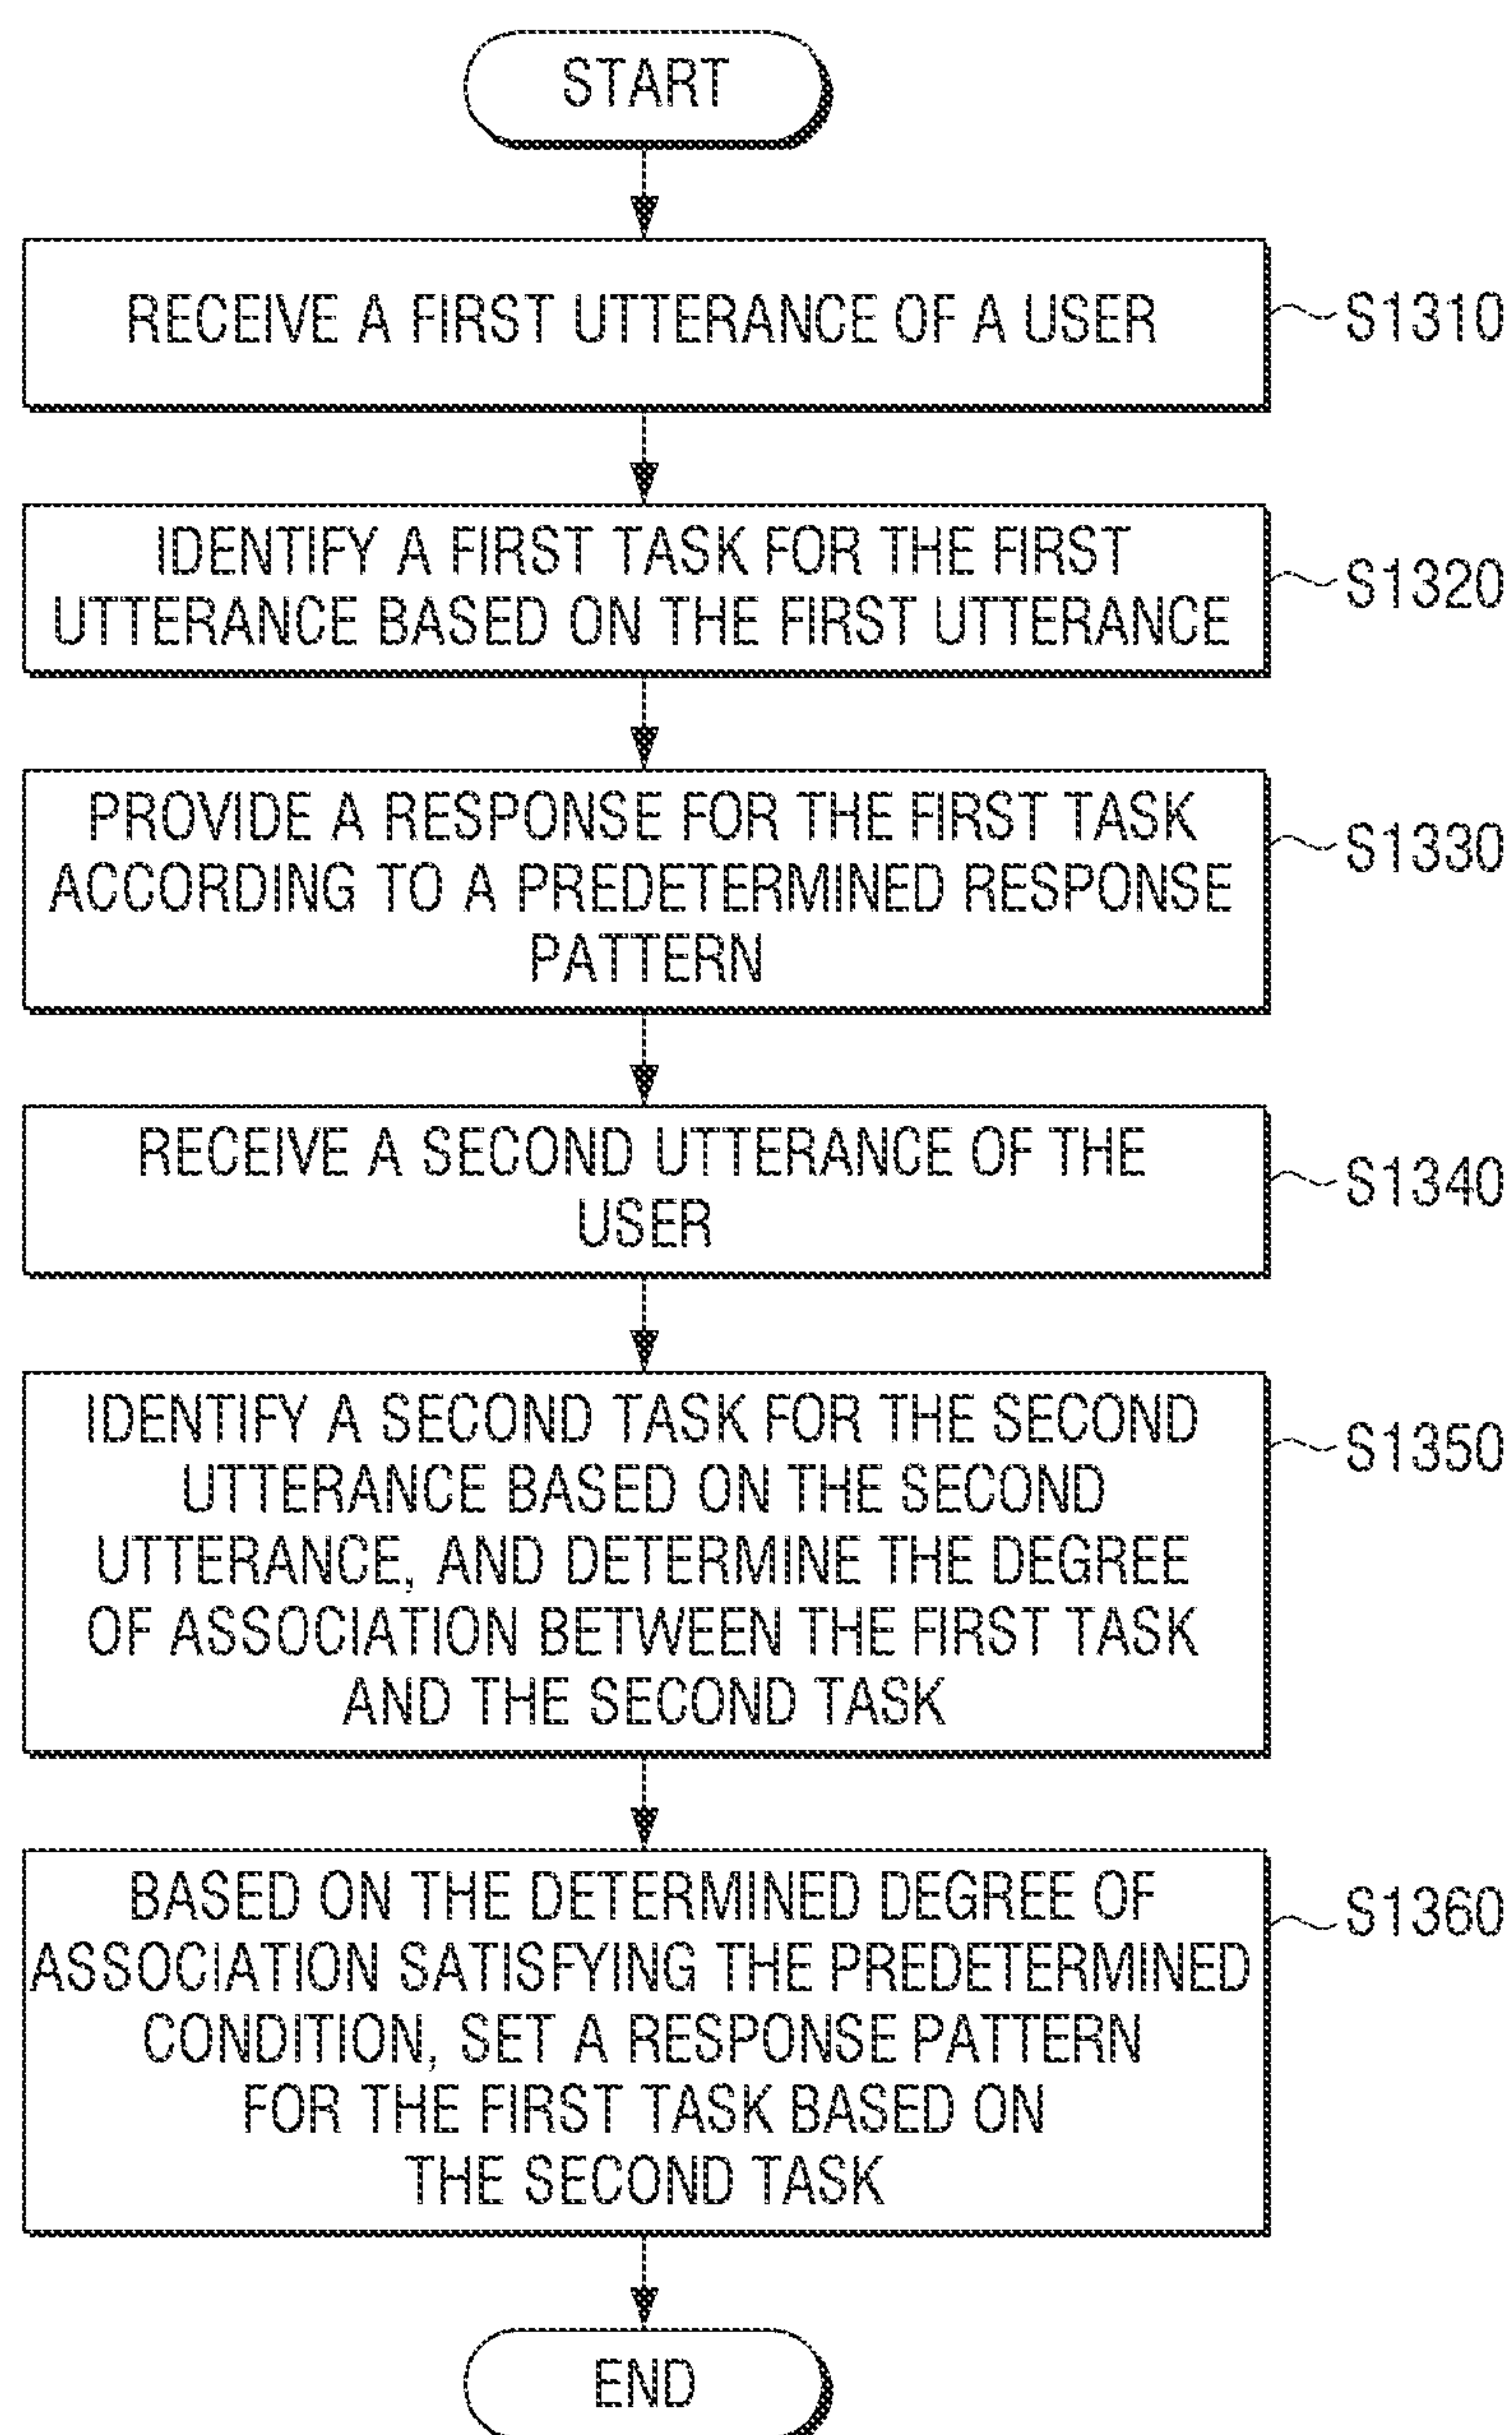 START
RECEIVE A FIRST UTTERANCE OF A USER
S1310
IDENTIFY A FIRST TASK FOR THE FIRST
UTTERANCE BASED ON THE FIRST UTTERANCE
S1320
PROVIDE A RESPONSE FOR THE FIRST TASK
ACCORDING TO A PREDETERMINED RESPONSE
PATTERN
S1330
RECEIVE A SECOND UTTERANCE OF THE
USER
S1340
IDENTIFY A SECOND TASK FOR THE SECOND
UTTERANCE BASED ON THE SECOND
UTTERANCE, AND DETERMINE THE DEGREE
OF ASSOCIATION BETWEEN THE FIRST TASK
AND THE SECOND TASK
S1350
BASED ON THE DETERMINED DEGREE OF
ASSOCIATION SATISFYING THE PREDETERMINED
CONDITION, SET A RESPONSE PATTERN
FOR THE FIRST TASK BASED ON
THE SECOND TASK
S1360
END